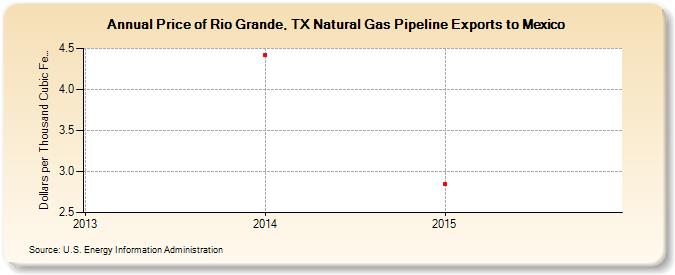 Annual Price of Rio Grande, TX Natural Gas Pipeline Exports to Mexico
Dollars per Thousand Cubic Fe...
4.5
4.0
3.5
3.0
2.5
2013
2014
2015
Source: U.S. Energy Information Administration